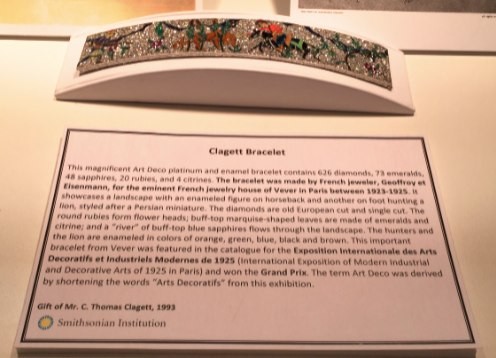 Clagett Bracelet
This magnificent Art Deco platinum and enamel bracelet contains 626 diamonds, 73 emeralds,
48 sapphires, 20 rubies, and 4 citrines. The bracelet was made by French jeweler, Geoffroy et
Eisenmann, for the eminent French jewelry house of Vever in Paris between 1923-1925. It
showcases a landscape with an enameled figure on horseback and another on foot hunting a
lion, styled after a Persian miniature. The diamonds are old European cut and single cut. The
round rubies form flower heads; buff-top marquise-shaped leaves are made of emeralds and
citrine; and a "river" of buff-top blue sapphires flows through the landscape. The hunters and
the lion are enameled in colors of orange, green, blue, black and brown. This important
bracelet from Vever was featured in the catalogue for the Exposition Internationale des Arts
Decoratifs et Industriels Modernes de 1925 (International Exposition of Modern Industrial
and Decorative Arts of 1925 in Paris) and won the Grand Prix. The term Art Deco was derived
by shortening the words "Arts Decoratifs" from this exhibition.
Gift of Mr. C. Thomas Clagett, 1993
Smithsonian Institution